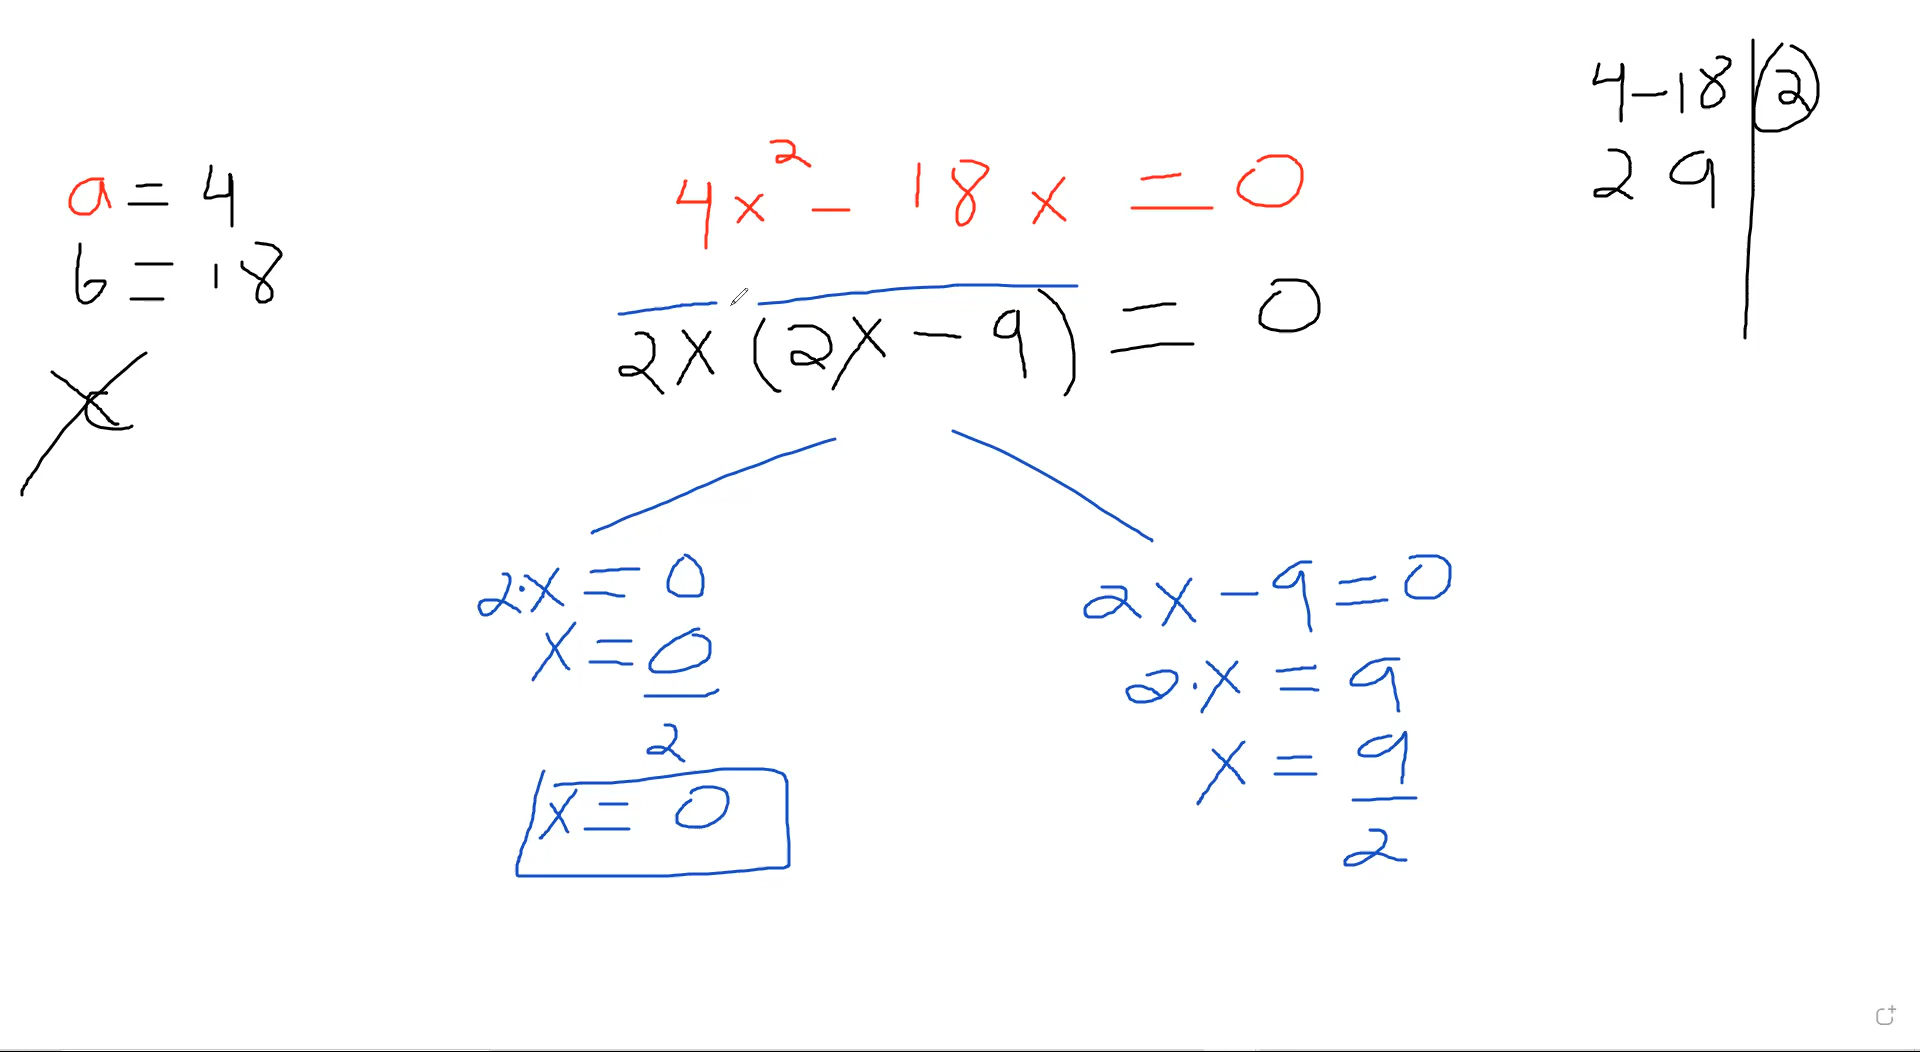 4 - 18 | 2
2 9
4x² - 18x = 0
a = 4
b = 18
c
2x (2x - 9) = 0
2·x = 0
x = 0/2
x = 0
2x - 9 = 0
2·x = 9
x = 9/2